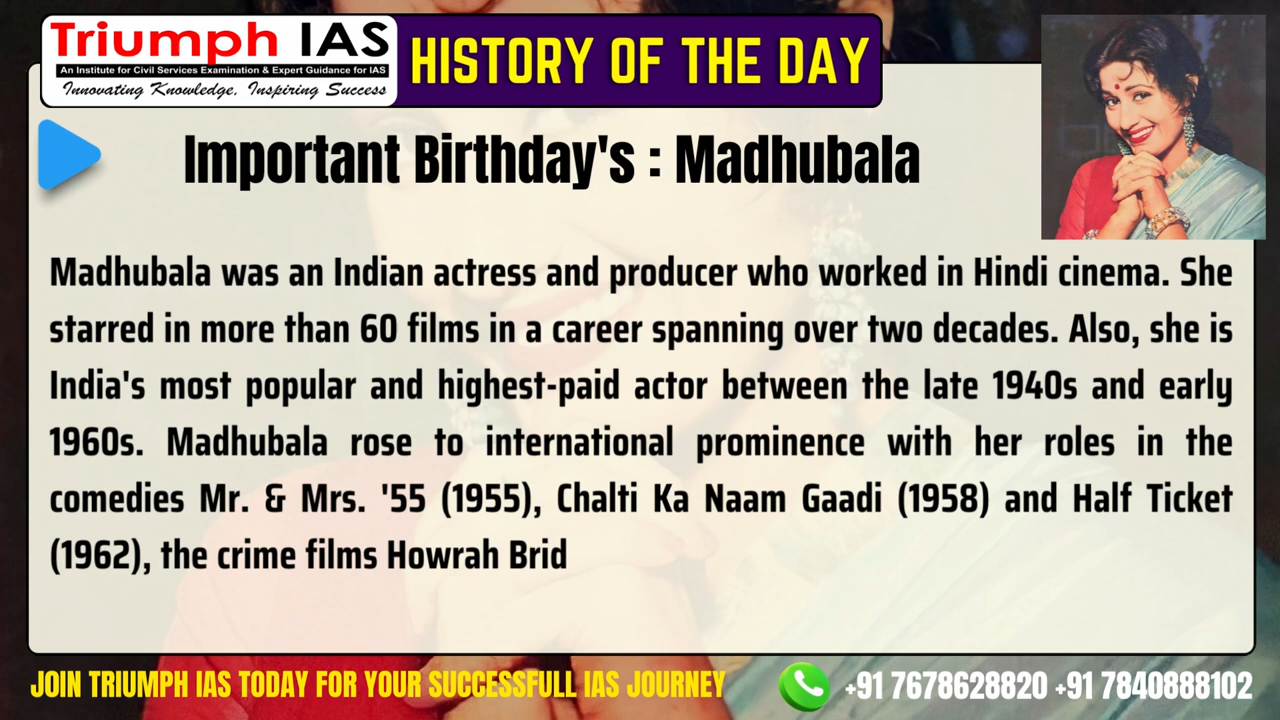 Triumph IAS
An Institute for Civil Services Examination & Expert Guidance for IAS
Innovating Knowledge, Inspiring Success
HISTORY OF THE DAY
Important Birthday's : Madhubala
Madhubala was an Indian actress and producer who worked in Hindi cinema. She
starred in more than 60 films in a career spanning over two decades. Also, she is
India's most popular and highest-paid actor between the late 1940s and early
1960s. Madhubala rose to international prominence with her roles in the
comedies Mr. & Mrs. '55 (1955), Chalti Ka Naam Gaadi (1958) and Half Ticket
(1962), the crime films Howrah Brid
JOIN TRIUMPH IAS TODAY FOR YOUR SUCCESSFULL IAS JOURNEY
+91 7678628820 +91 7840888102